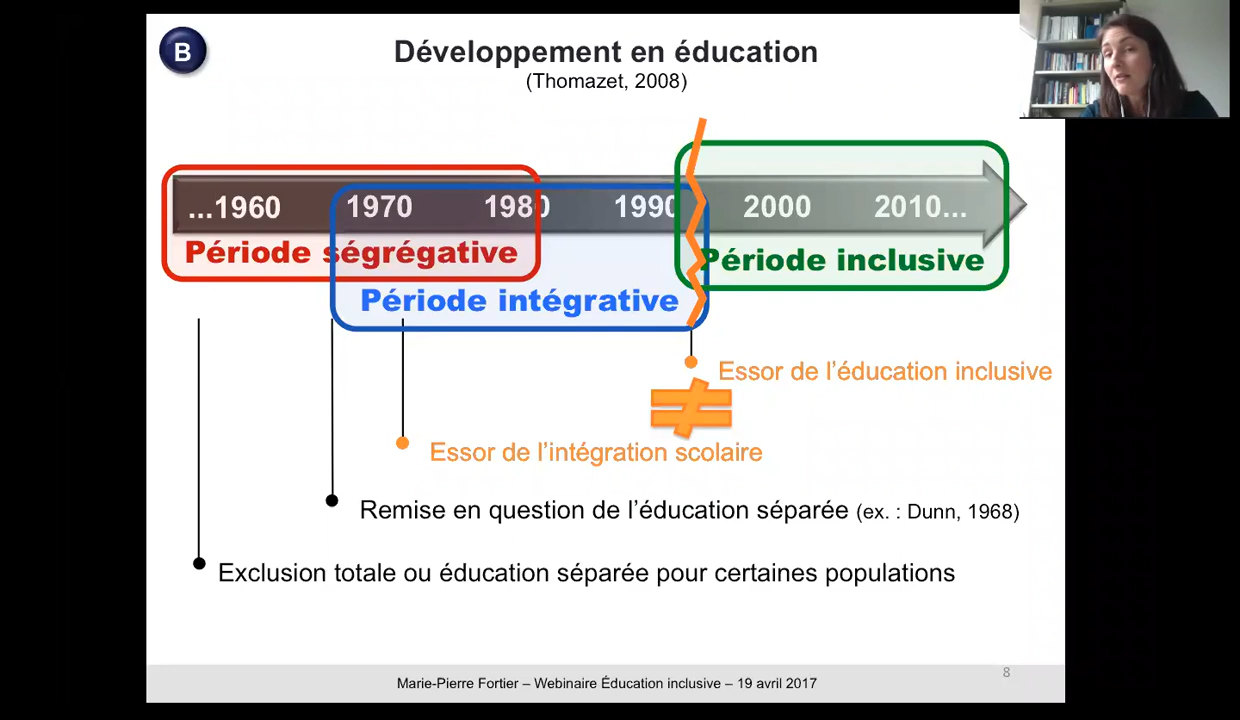 B
Développement en éducation
(Thomazet, 2008)
...1960 1970 1980 1990 2000 2010...
Période ségrégative
Période inclusive
Période intégrative
Essor de l’éducation inclusive
Essor de l’intégration scolaire
Remise en question de l’éducation séparée (ex. : Dunn, 1968)
Exclusion totale ou éducation séparée pour certaines populations
8
Marie-Pierre Fortier – Webinaire Éducation inclusive – 19 avril 2017